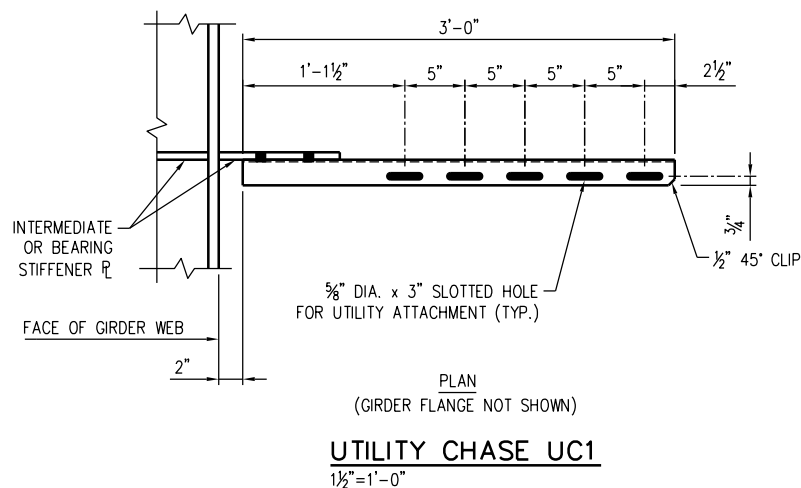 3'-0"
1'-1½"
5"
5"
5"
5"
2½"
INTERMEDIATE
OR BEARING
STIFFENER ⅊
¾"
½" 45° CLIP
⅝" DIA. x 3" SLOTTED HOLE
FOR UTILITY ATTACHMENT (TYP.)
FACE OF GIRDER WEB
2"
PLAN
(GIRDER FLANGE NOT SHOWN)
UTILITY CHASE UC1
1½"=1'-0"